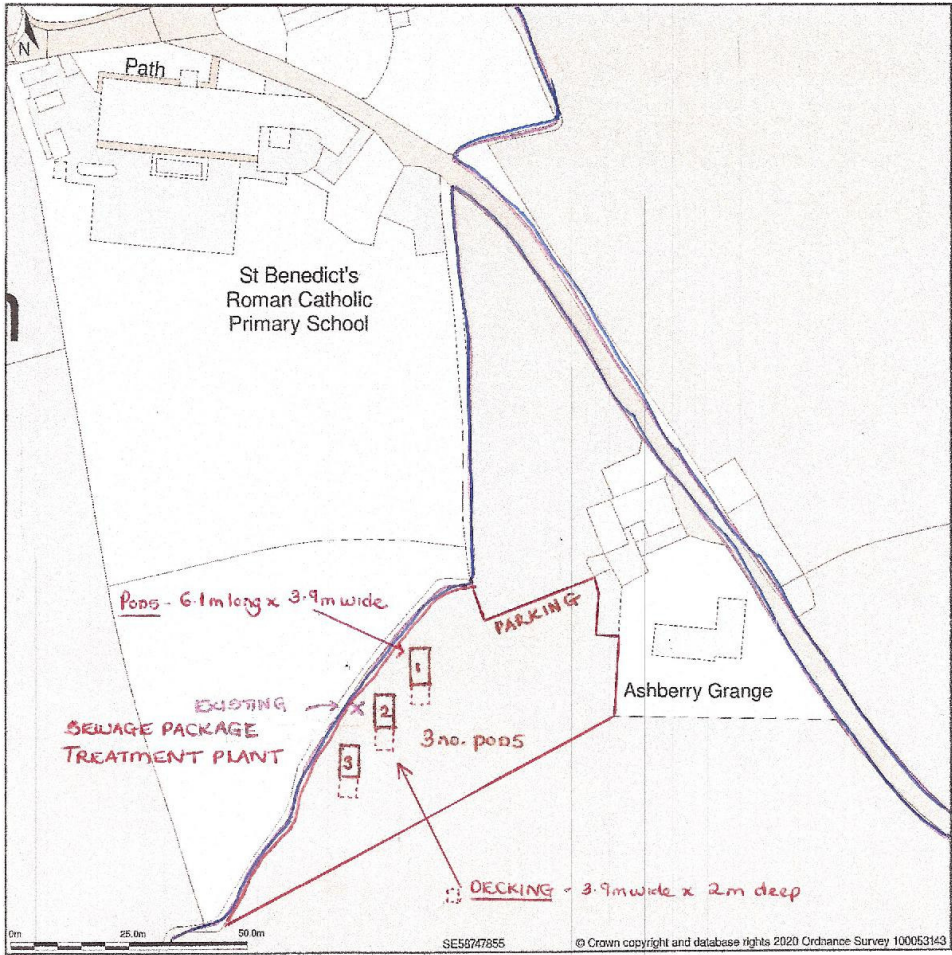 N
Path
St Benedict's
Roman Catholic
Primary School
PODS - 6.1m long x 3.9m wide
PARKING
1
EXISTING
SEWAGE PACKAGE
TREATMENT PLANT
X
2
3 no. PODS
3
Ashberry Grange
DECKING - 3.9m wide x 2m deep
0m 25.0m 50.0m
SE58747855
© Crown copyright and database rights 2020 Ordnance Survey 100053143